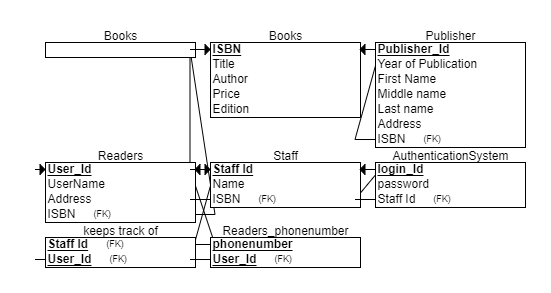 Books
Books
ISBN
Title
Author
Price
Edition
Publisher
Publisher_Id
Year of Publication
First Name
Middle name
Last name
Address
ISBN (FK)
Readers
User_Id
UserName
Address
ISBN (FK)
Staff
Staff Id
Name
ISBN (FK)
AuthenticationSystem
login_Id
password
Staff Id (FK)
keeps track of
Staff Id (FK)
User_Id (FK)
Readers_phonenumber
phonenumber
User_Id (FK)